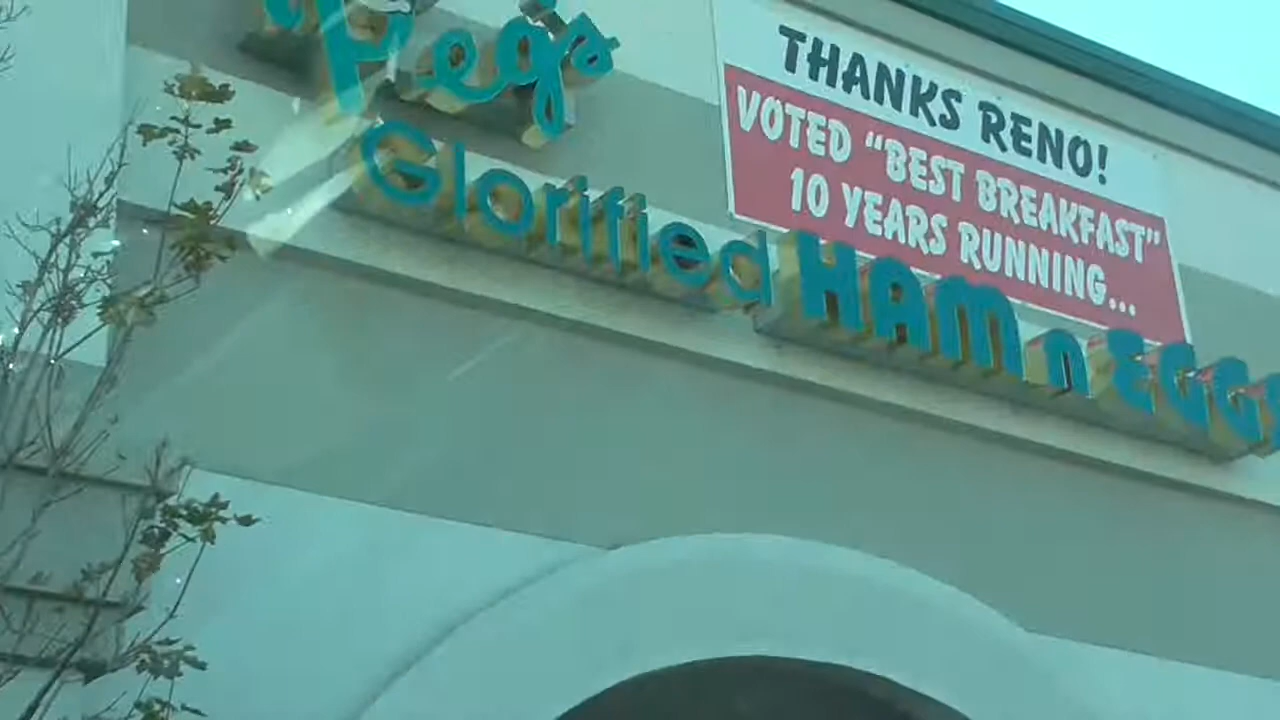 Peg's
Glorified HAM n EGGS
THANKS RENO!
VOTED “BEST BREAKFAST”
10 YEARS RUNNING...